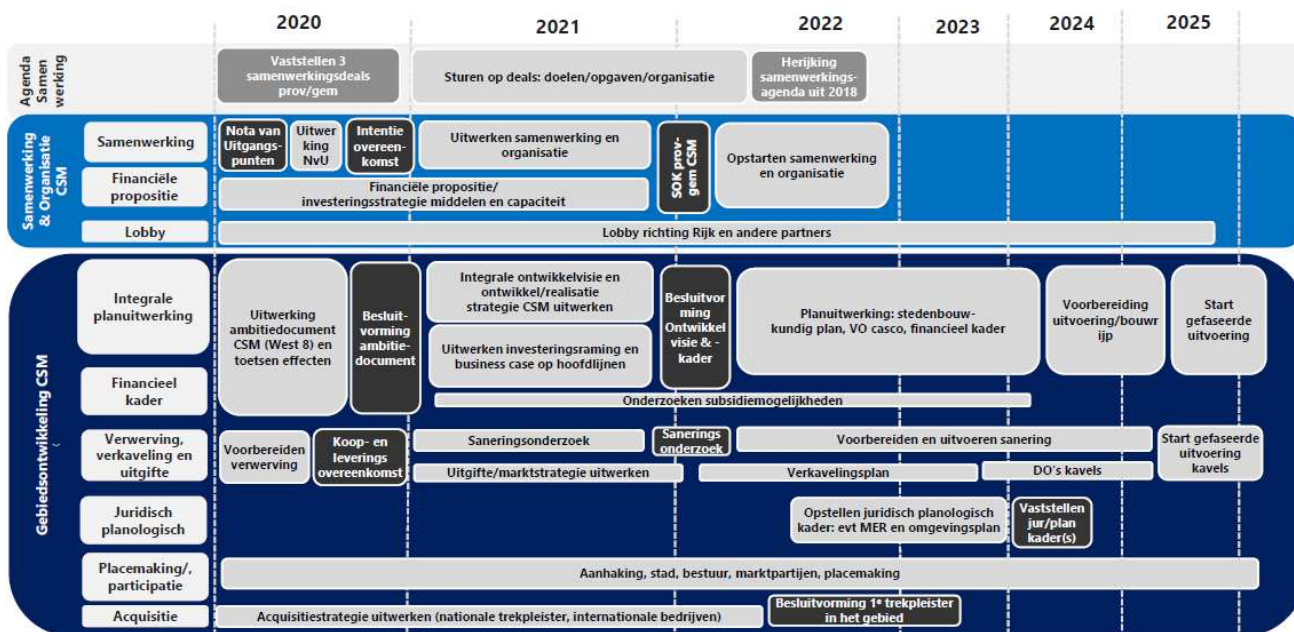 2020
2021
2022
2023
2024
2025
Agenda
Samen
werking
Vaststellen 3
samenwerkingsdeals
prov/gem
Sturen op deals: doelen/opgaven/organisatie
Herijking
samenwerkings-
agenda uit 2018
Samenwerking
& Organisatie
CSM
Samenwerking
Nota van
Uitgangs-
punten
Uitwer
king
NvU
Intentie
overeen-
komst
Uitwerken samenwerking en
organisatie
SOK prov-
gem CSM
Opstarten samenwerking
en organisatie
Financiële
propositie
Financiële propositie/
investeringsstrategie middelen en capaciteit
Lobby
Lobby richting Rijk en andere partners
Gebiedsontwikkeling CSM
Integrale
planuitwerking
Uitwerking
ambitiedocument
CSM (West 8) en
toetsen effecten
Besluit-
vorming
ambitie-
document
Integrale ontwikkelvisie en
ontwikkel/realisatie
strategie CSM uitwerken
Uitwerken investeringsraming en
business case op hoofdlijnen
Besluitvor
ming
Ontwikkel
visie & -
kader
Planuitwerking: stedenbouw-
kundig plan, VO casco, financieel kader
Voorbereiding
uitvoering/bouwr
ijp
Start
gefaseerde
uitvoering
Financieel
kader
Onderzoeken subsidiemogelijkheden
Verwerving,
verkaveling en
uitgifte
Voorbereiden
verwerving
Koop- en
leverings
overeenkomst
Saneringsonderzoek
Sanerings
onderzoek
Voorbereiden en uitvoeren sanering
Start gefaseerde
uitvoering
kavels
Uitgifte/marktstrategie uitwerken
Verkavelingsplan
DO's kavels
Juridisch
planologisch
Opstellen juridisch planologisch
kader: evt MER en omgevingsplan
Vaststellen
jur/plan
kader(s)
Placemaking/,
participatie
Aanhaking, stad, bestuur, marktpartijen, placemaking
Acquisitie
Acquisitiestrategie uitwerken (nationale trekpleister, internationale bedrijven)
Besluitvorming 1e trekpleister
in het gebied